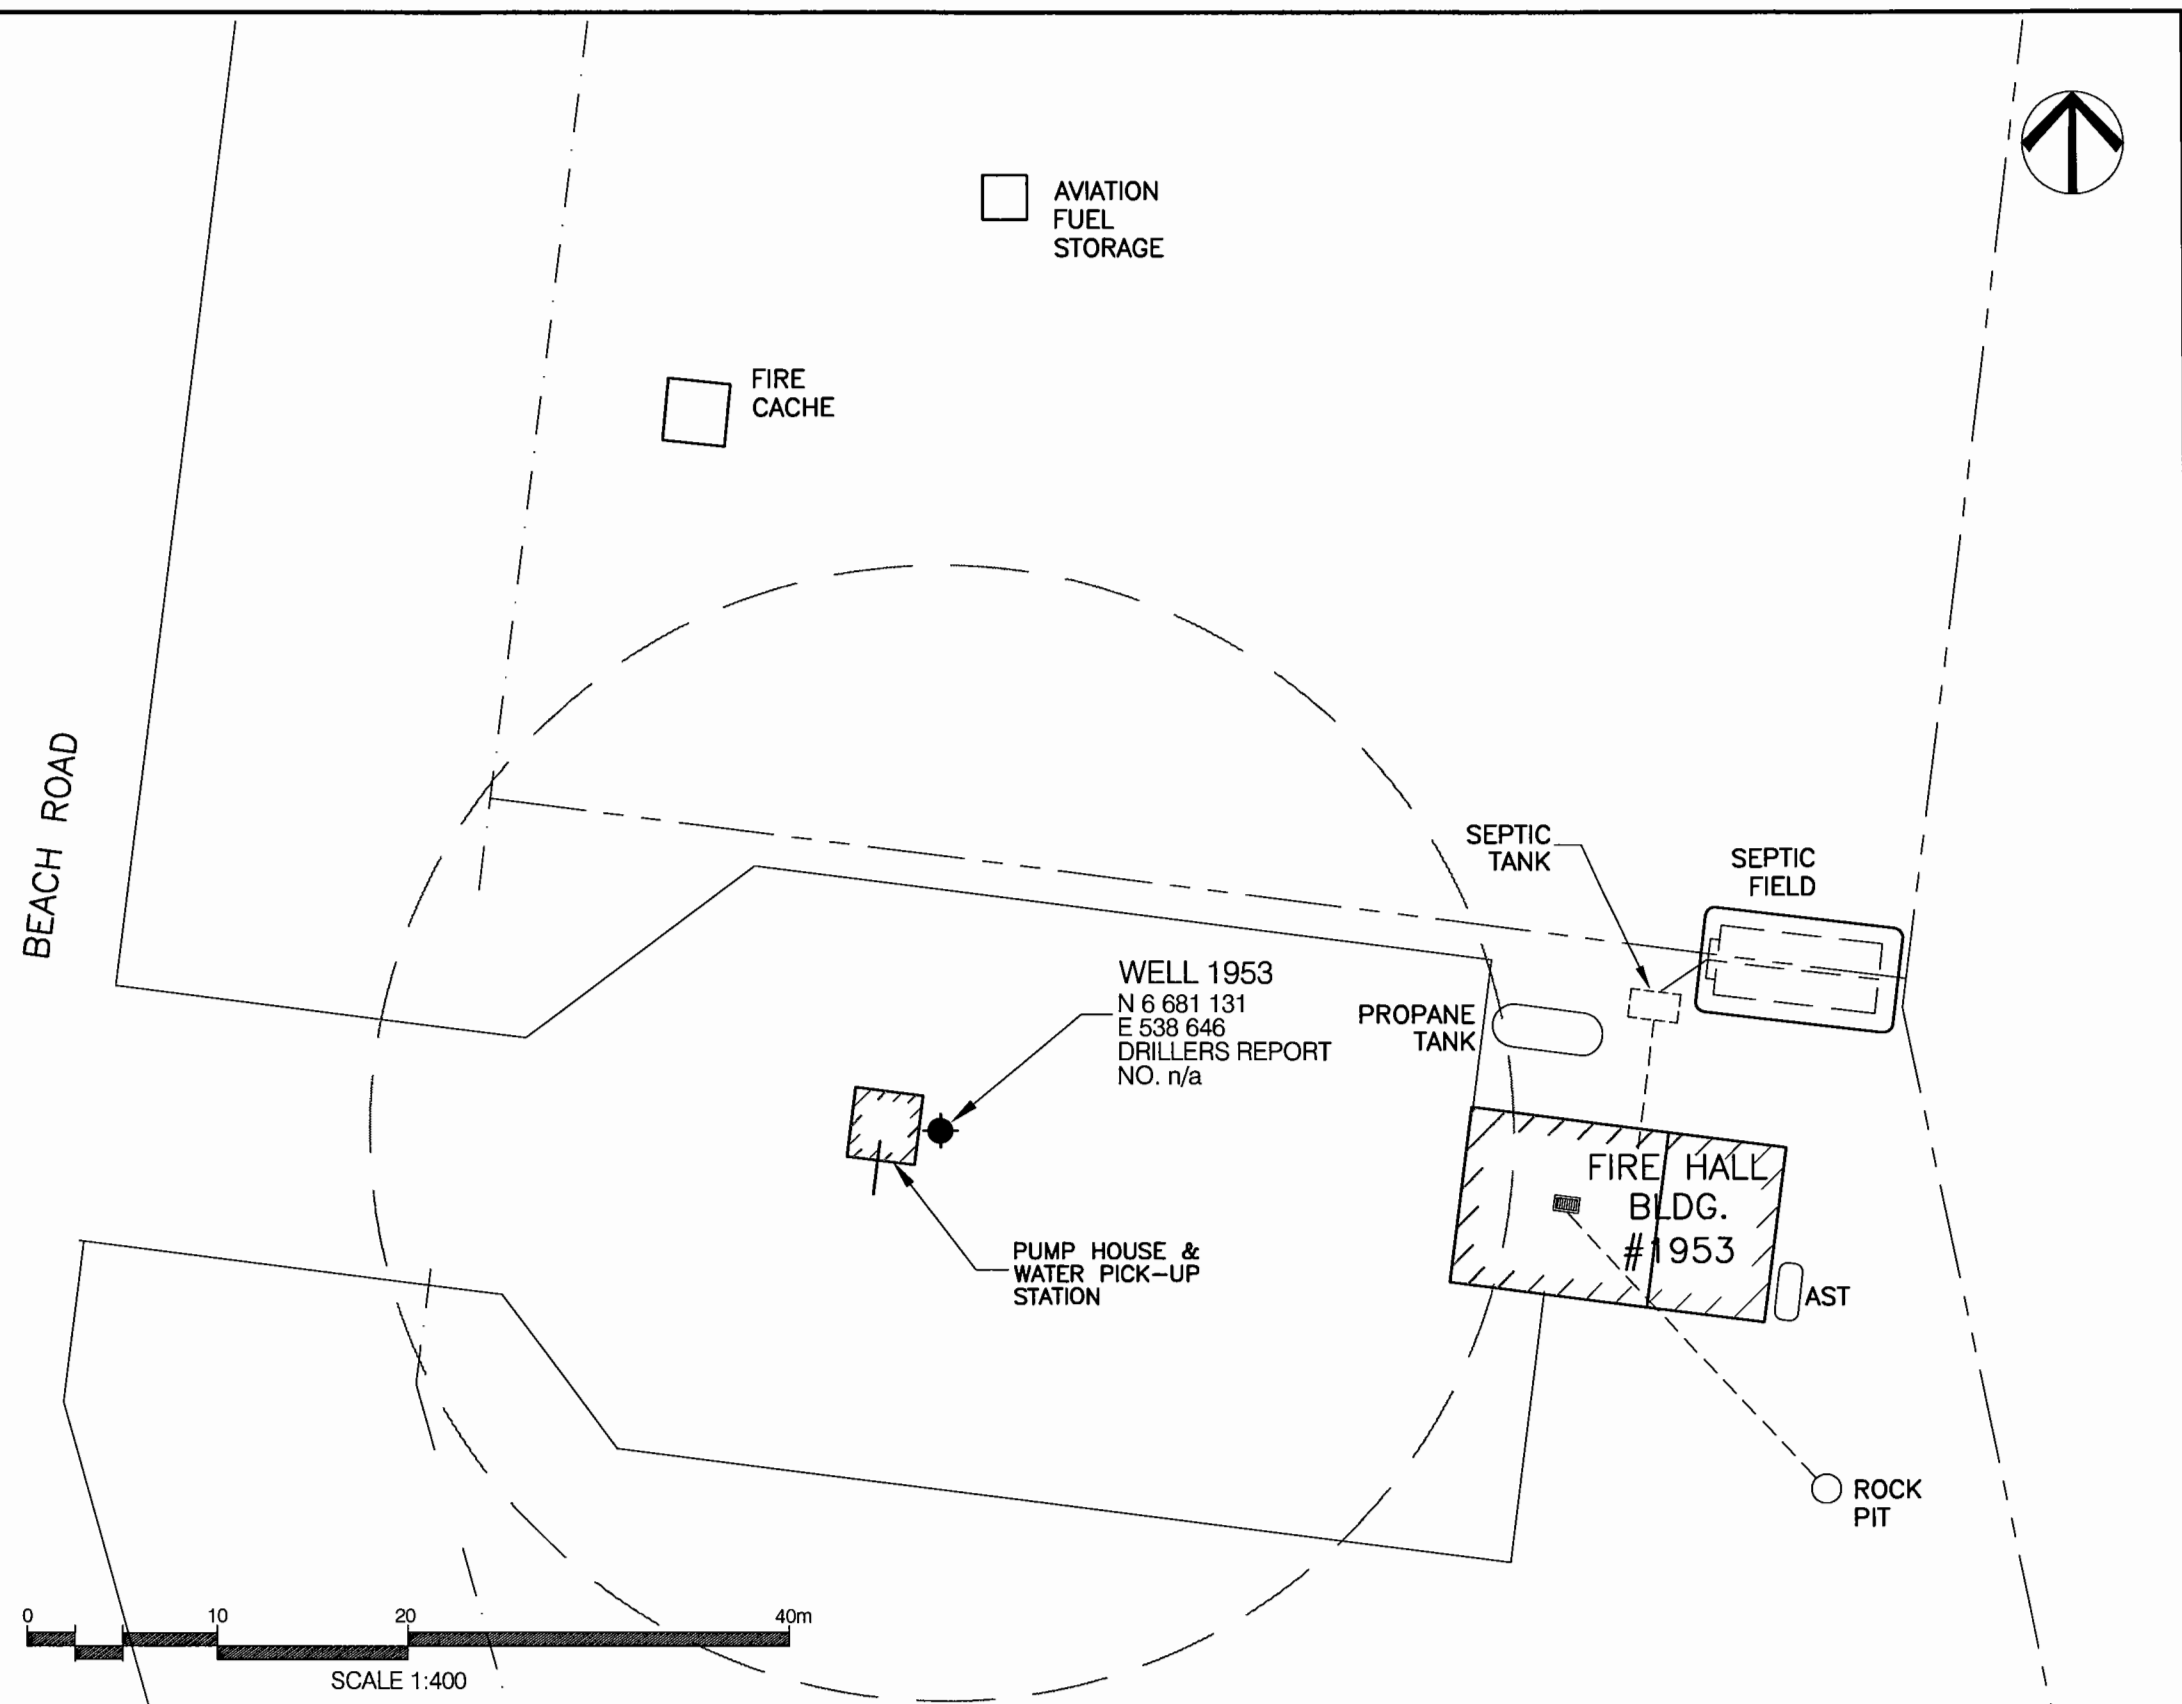 AVIATION
FUEL
STORAGE
FIRE
CACHE
BEACH ROAD
SEPTIC
TANK
SEPTIC
FIELD
WELL 1953
N 6 681 131
E 538 646
DRILLERS REPORT
NO. n/a
PROPANE
TANK
FIRE HALL
BLDG.
#1953
PUMP HOUSE &
WATER PICK-UP
STATION
AST
ROCK
PIT
0 10 20 40m
SCALE 1:400